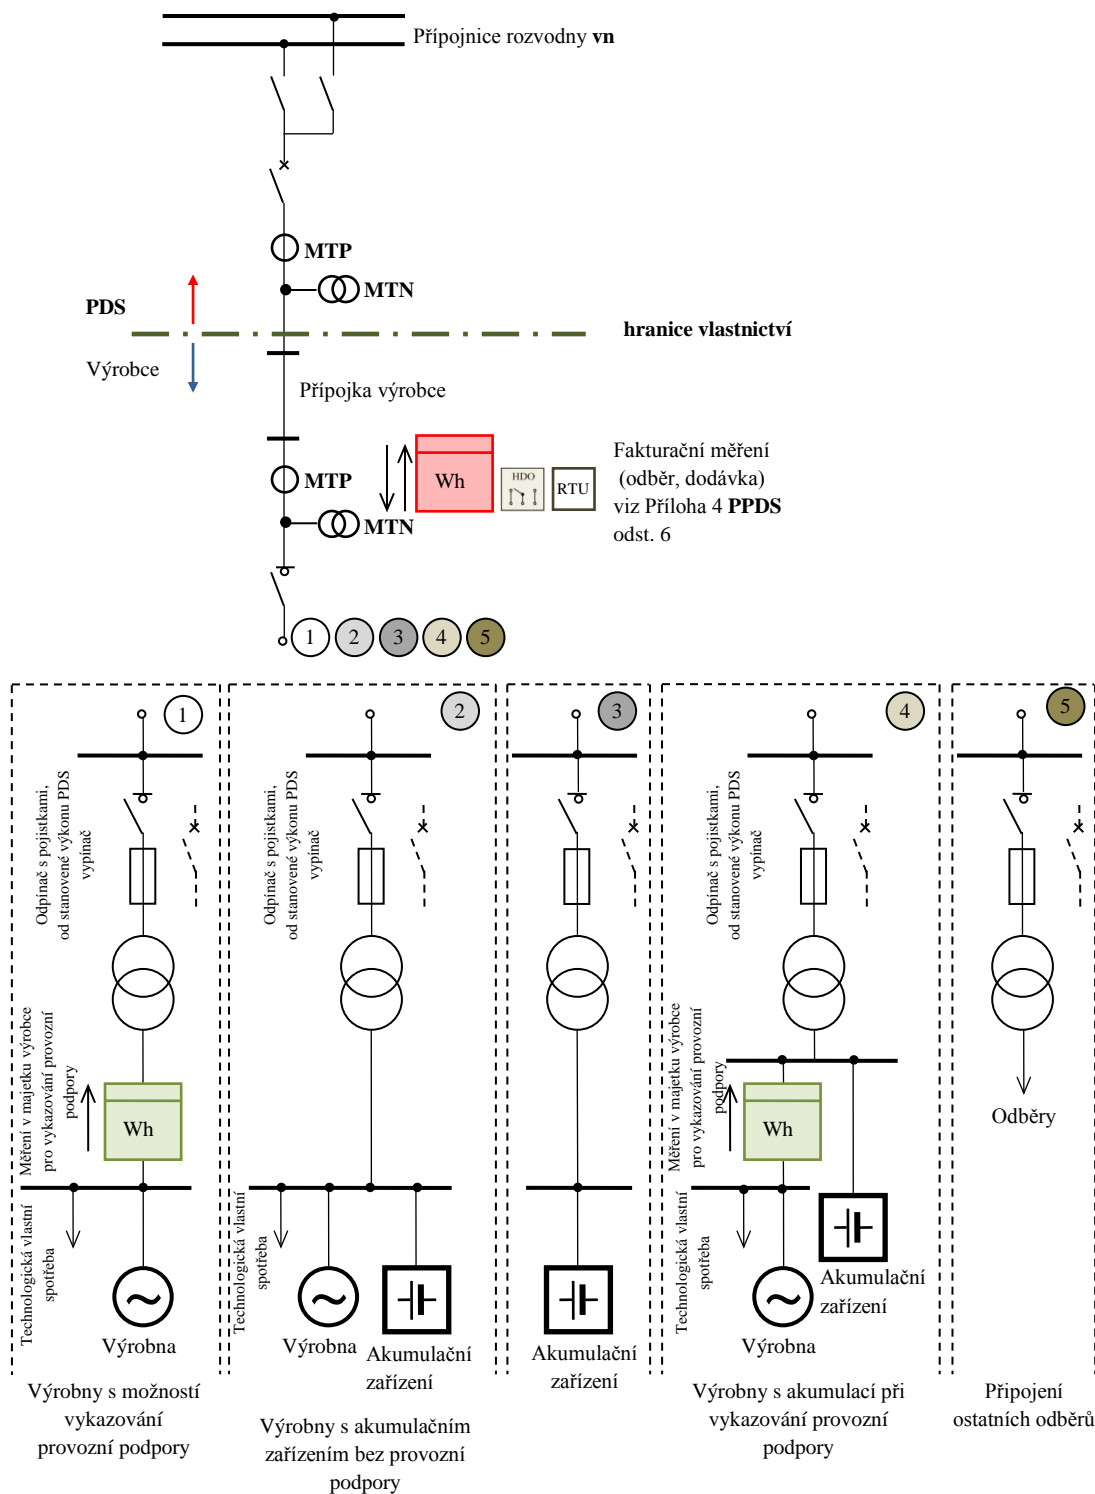 Přípojnice rozvodny vn
MTP
MTN
PDS
hranice vlastnictví
Výrobce
Přípojka výrobce
MTP
MTN
Wh
HDO
RTU
Fakturační měření
(odběr, dodávka)
viz Příloha 4 PPDS
odst. 6
1 2 3 4 5
1
Odpínač s pojistkami,
od stanovené výkonu PDS
vypínač
Měření v majetku výrobce
pro vykazování provozní
podpory
Wh
Technologická vlastní
spotřeba
Výrobna
Výrobny s možností
vykazování
provozní podpory
2
Odpínač s pojistkami,
od stanovené výkonu PDS
vypínač
Technologická vlastní
spotřeba
Výrobna
Akumulační
zařízení
Výrobny s akumulačním
zařízením bez provozní
podpory
3
Akumulační
zařízení
4
Odpínač s pojistkami,
od stanovené výkonu PDS
vypínač
Měření v majetku výrobce
pro vykazování provozní
podpory
Wh
Technologická vlastní
spotřeba
Výrobna
Akumulační
zařízení
Výrobny s akumulací při
vykazování provozní
podpory
5
Odběry
Připojení
ostatních odběrů